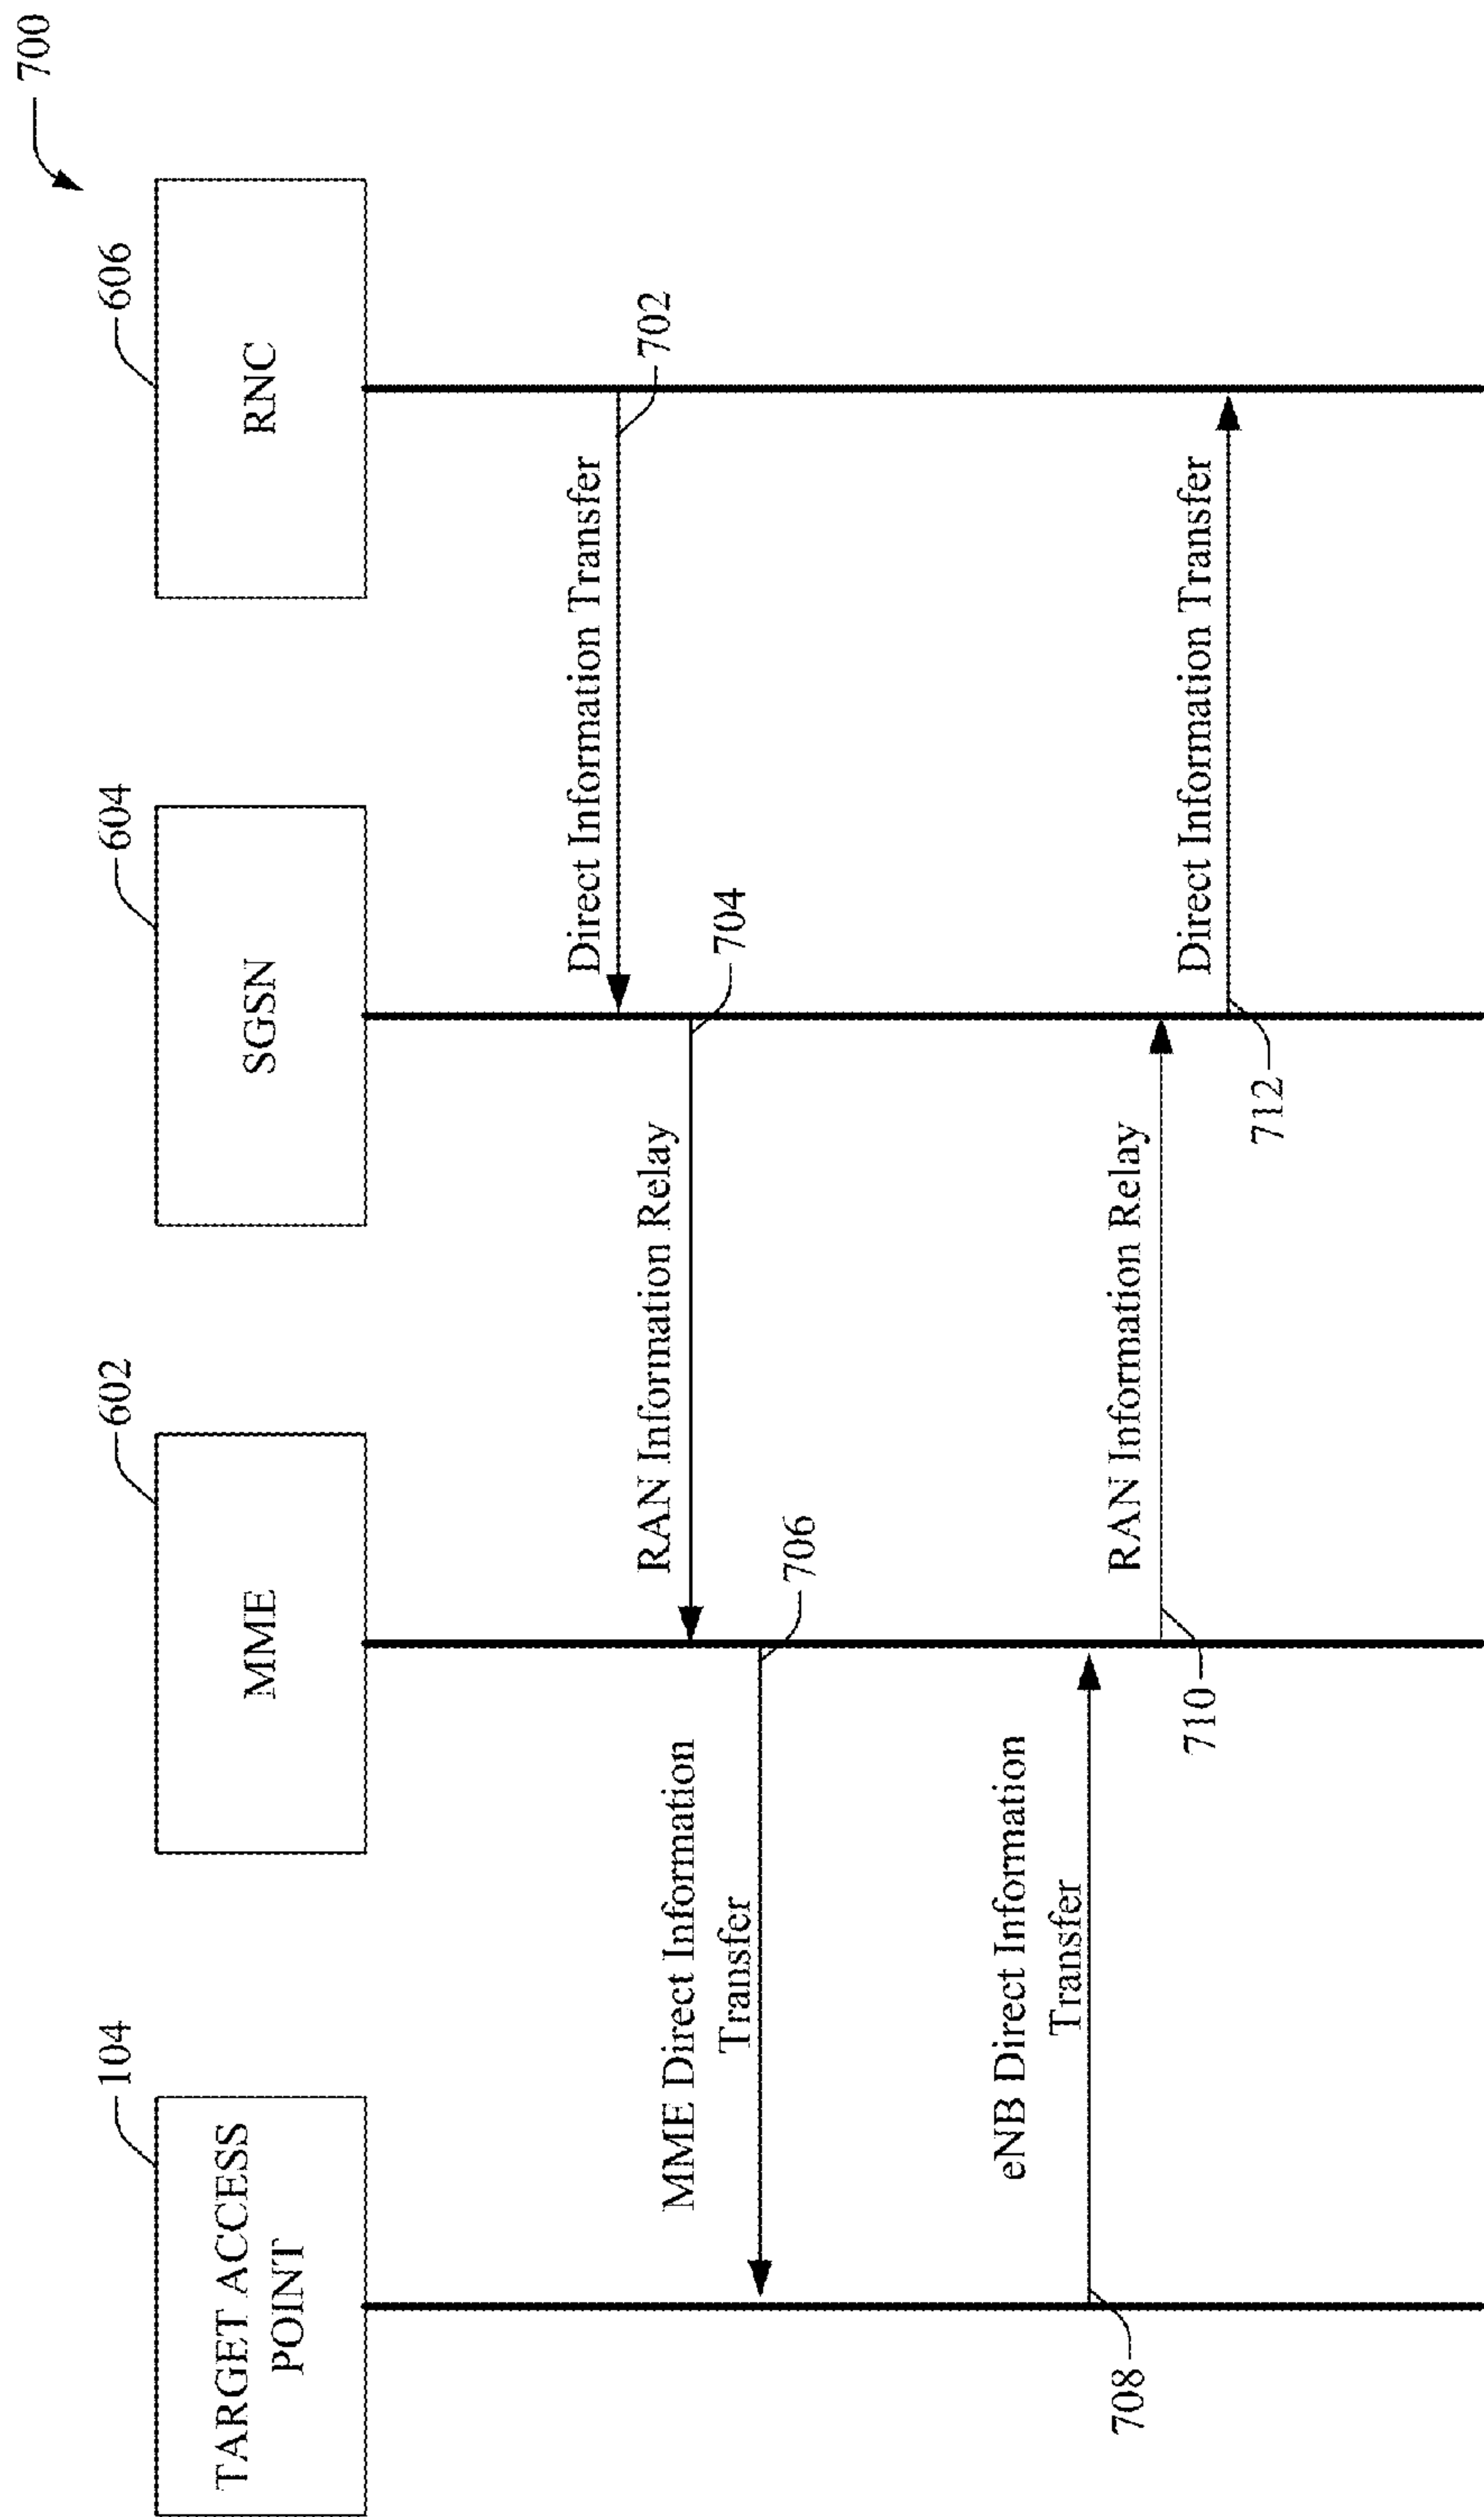 700
104
602
604
606
TARGET ACCESS
POINT
MME
SGSN
RNC
Direct Information Transfer
702
RAN Information Relay
704
MME Direct Information
Transfer
706
eNB Direct Information
Transfer
708
RAN Information Relay
710
Direct Information Transfer
712